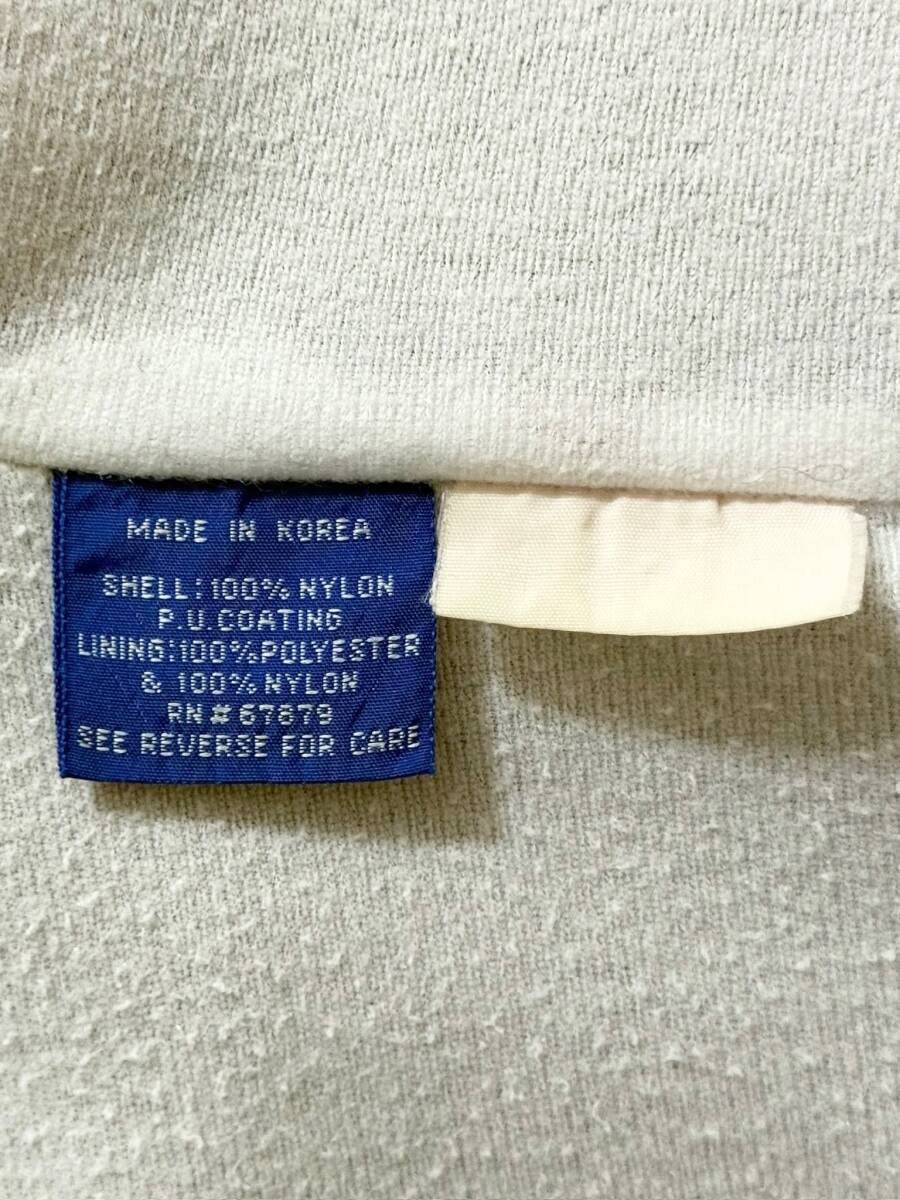 MADE IN KOREA
SHELL:100% NYLON
P.U.COATING
LINING:100%POLYESTER
& 100% NYLON
RN#67879
SEE REVERSE FOR CARE